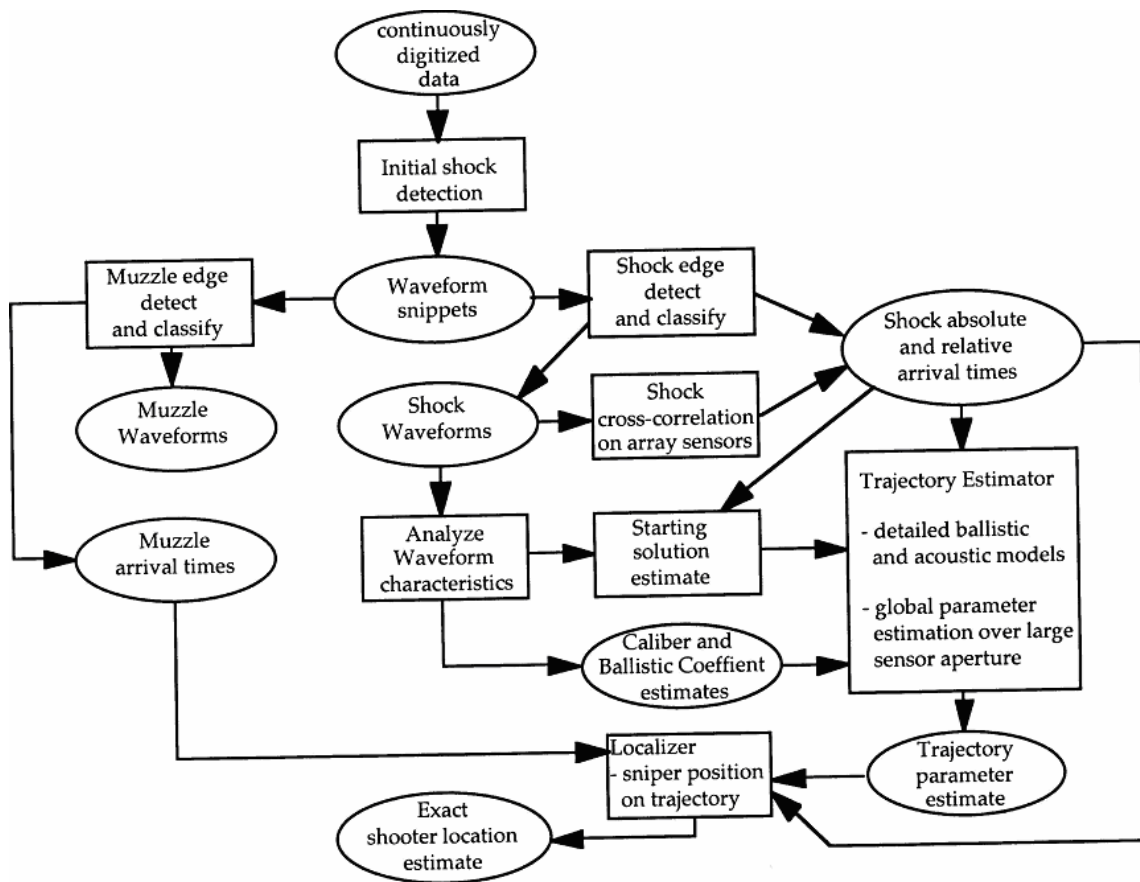 continuously
digitized
data
Initial shock
detection
Waveform
snippets
Muzzle edge
detect
and classify
Shock edge
detect
and classify
Shock absolute
and relative
arrival times
Muzzle
Waveforms
Shock
Waveforms
Shock
cross-correlation
on array sensors
Trajectory Estimator
- detailed ballistic
and acoustic models
- global parameter
estimation over large
sensor aperture
Muzzle
arrival times
Analyze
Waveform
characteristics
Starting
solution
estimate
Caliber and
Ballistic Coeffient
estimates
Localizer
- sniper position
on trajectory
Trajectory
parameter
estimate
Exact
shooter location
estimate